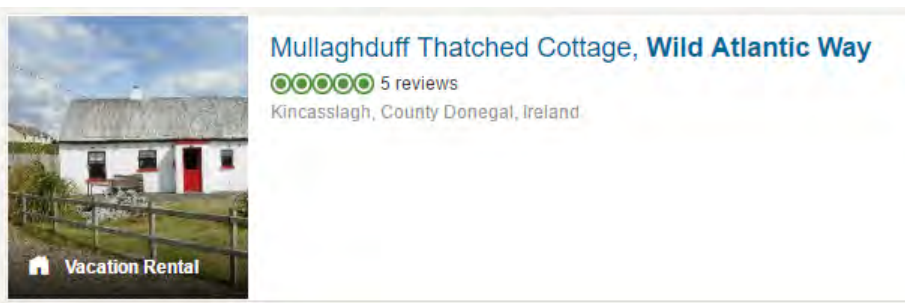 Mullaghduff Thatched Cottage, Wild Atlantic Way
5 reviews
Kincasslagh, County Donegal, Ireland
Vacation Rental